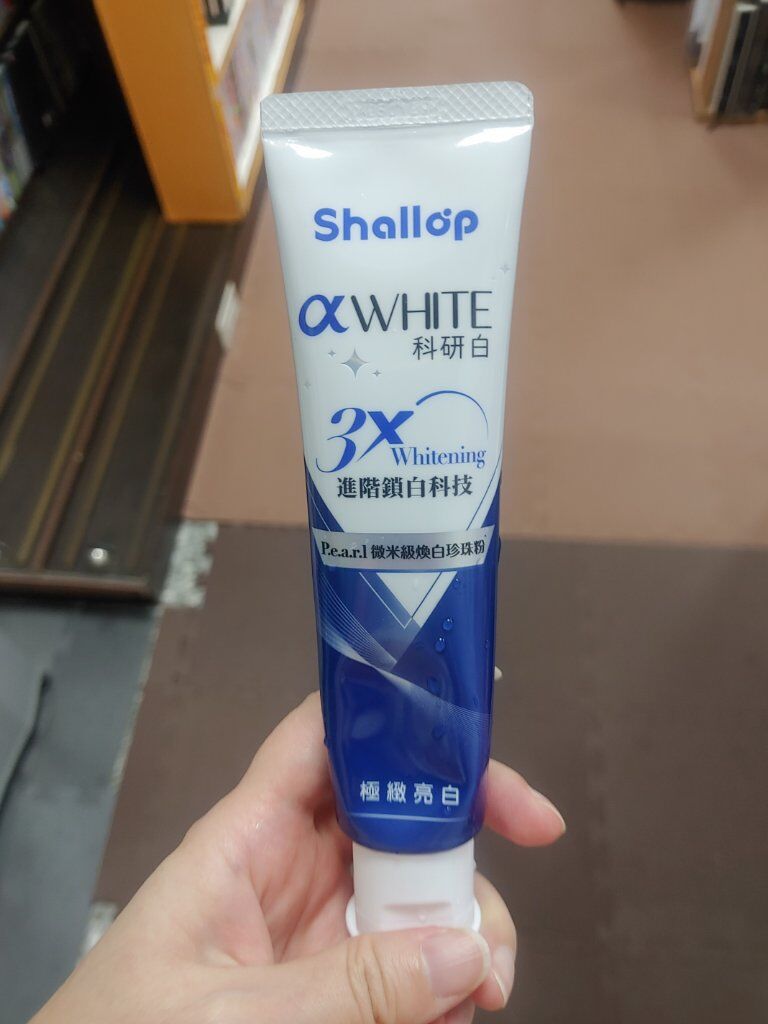 Shallop
αWHITE
科研白
3X
Whitening
進階鎖白科技
P.e.a.r.l 微米級煥白珍珠粉
極緻亮白